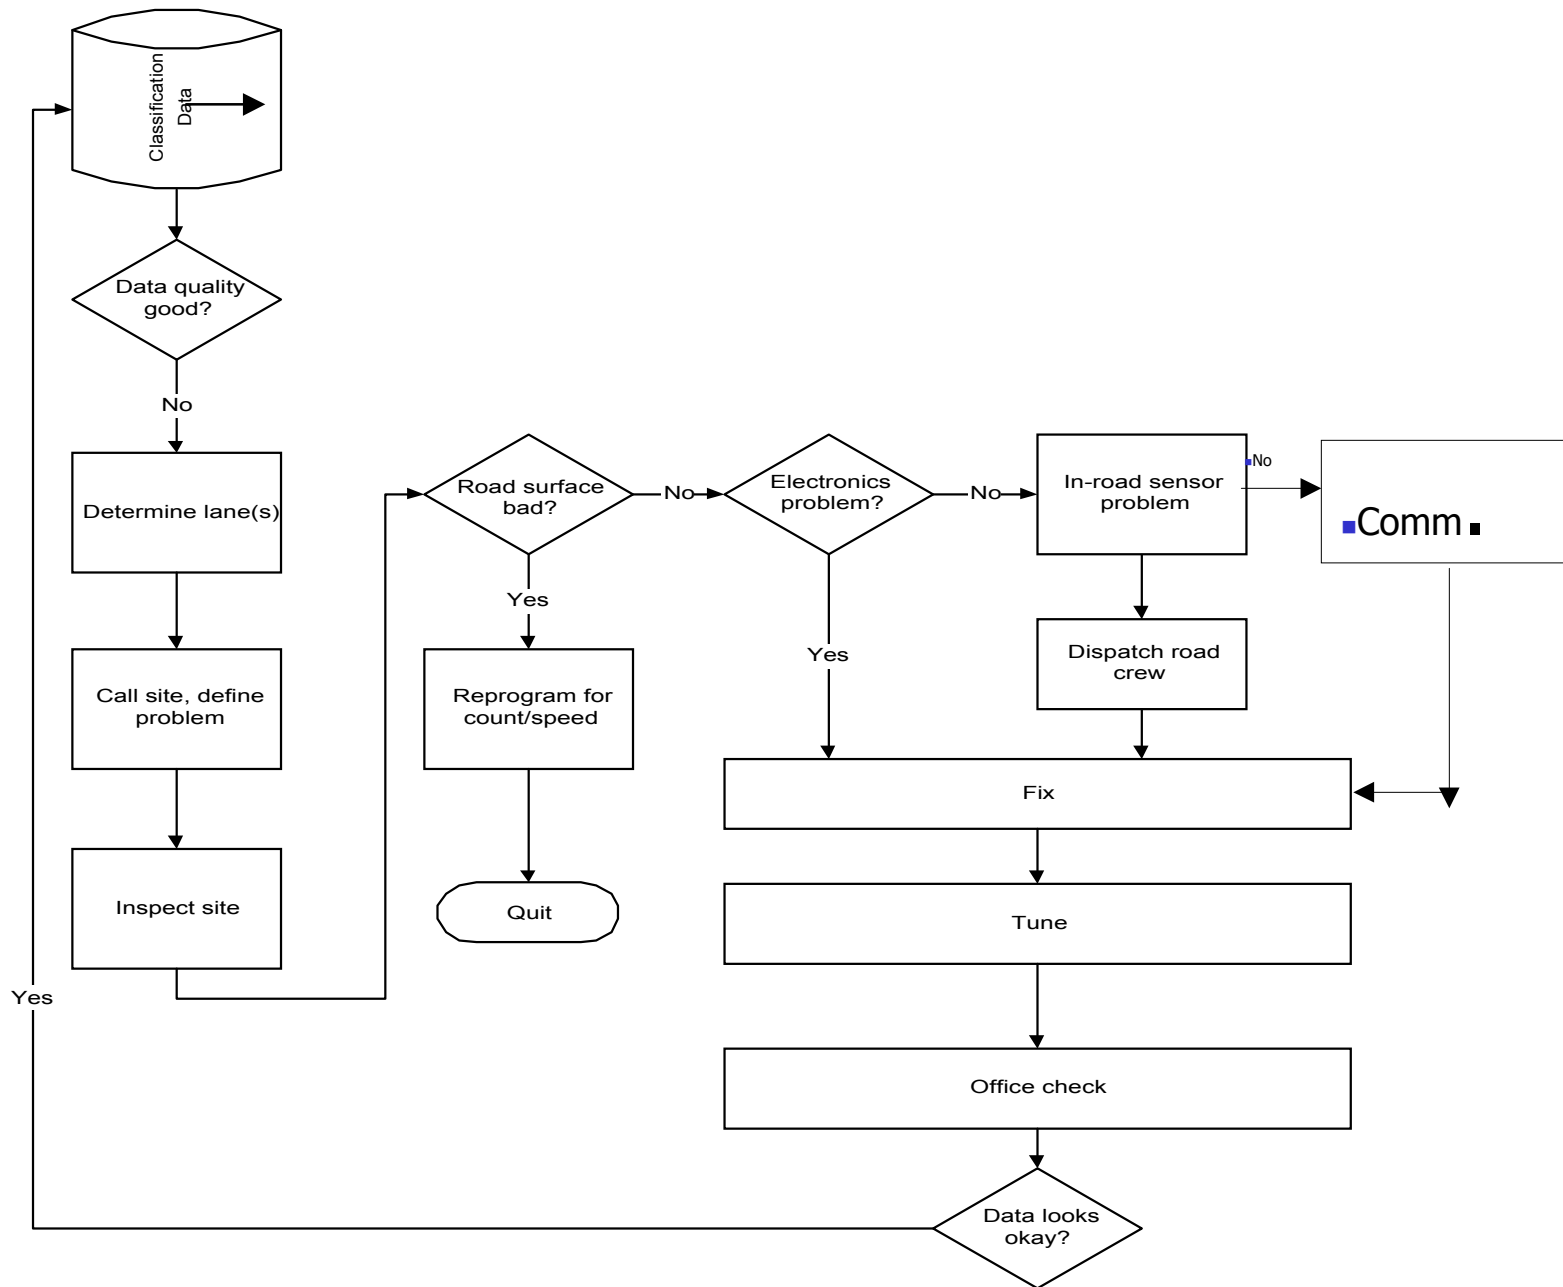 Classification
Data
Data quality
good?
No
Determine lane(s)
Call site, define
problem
Inspect site
Yes
Road surface
bad?
No
Yes
Reprogram for
count/speed
Quit
Electronics
problem?
No
Yes
In-road sensor
problem
No
Comm
Dispatch road
crew
Fix
Tune
Office check
Data looks
okay?